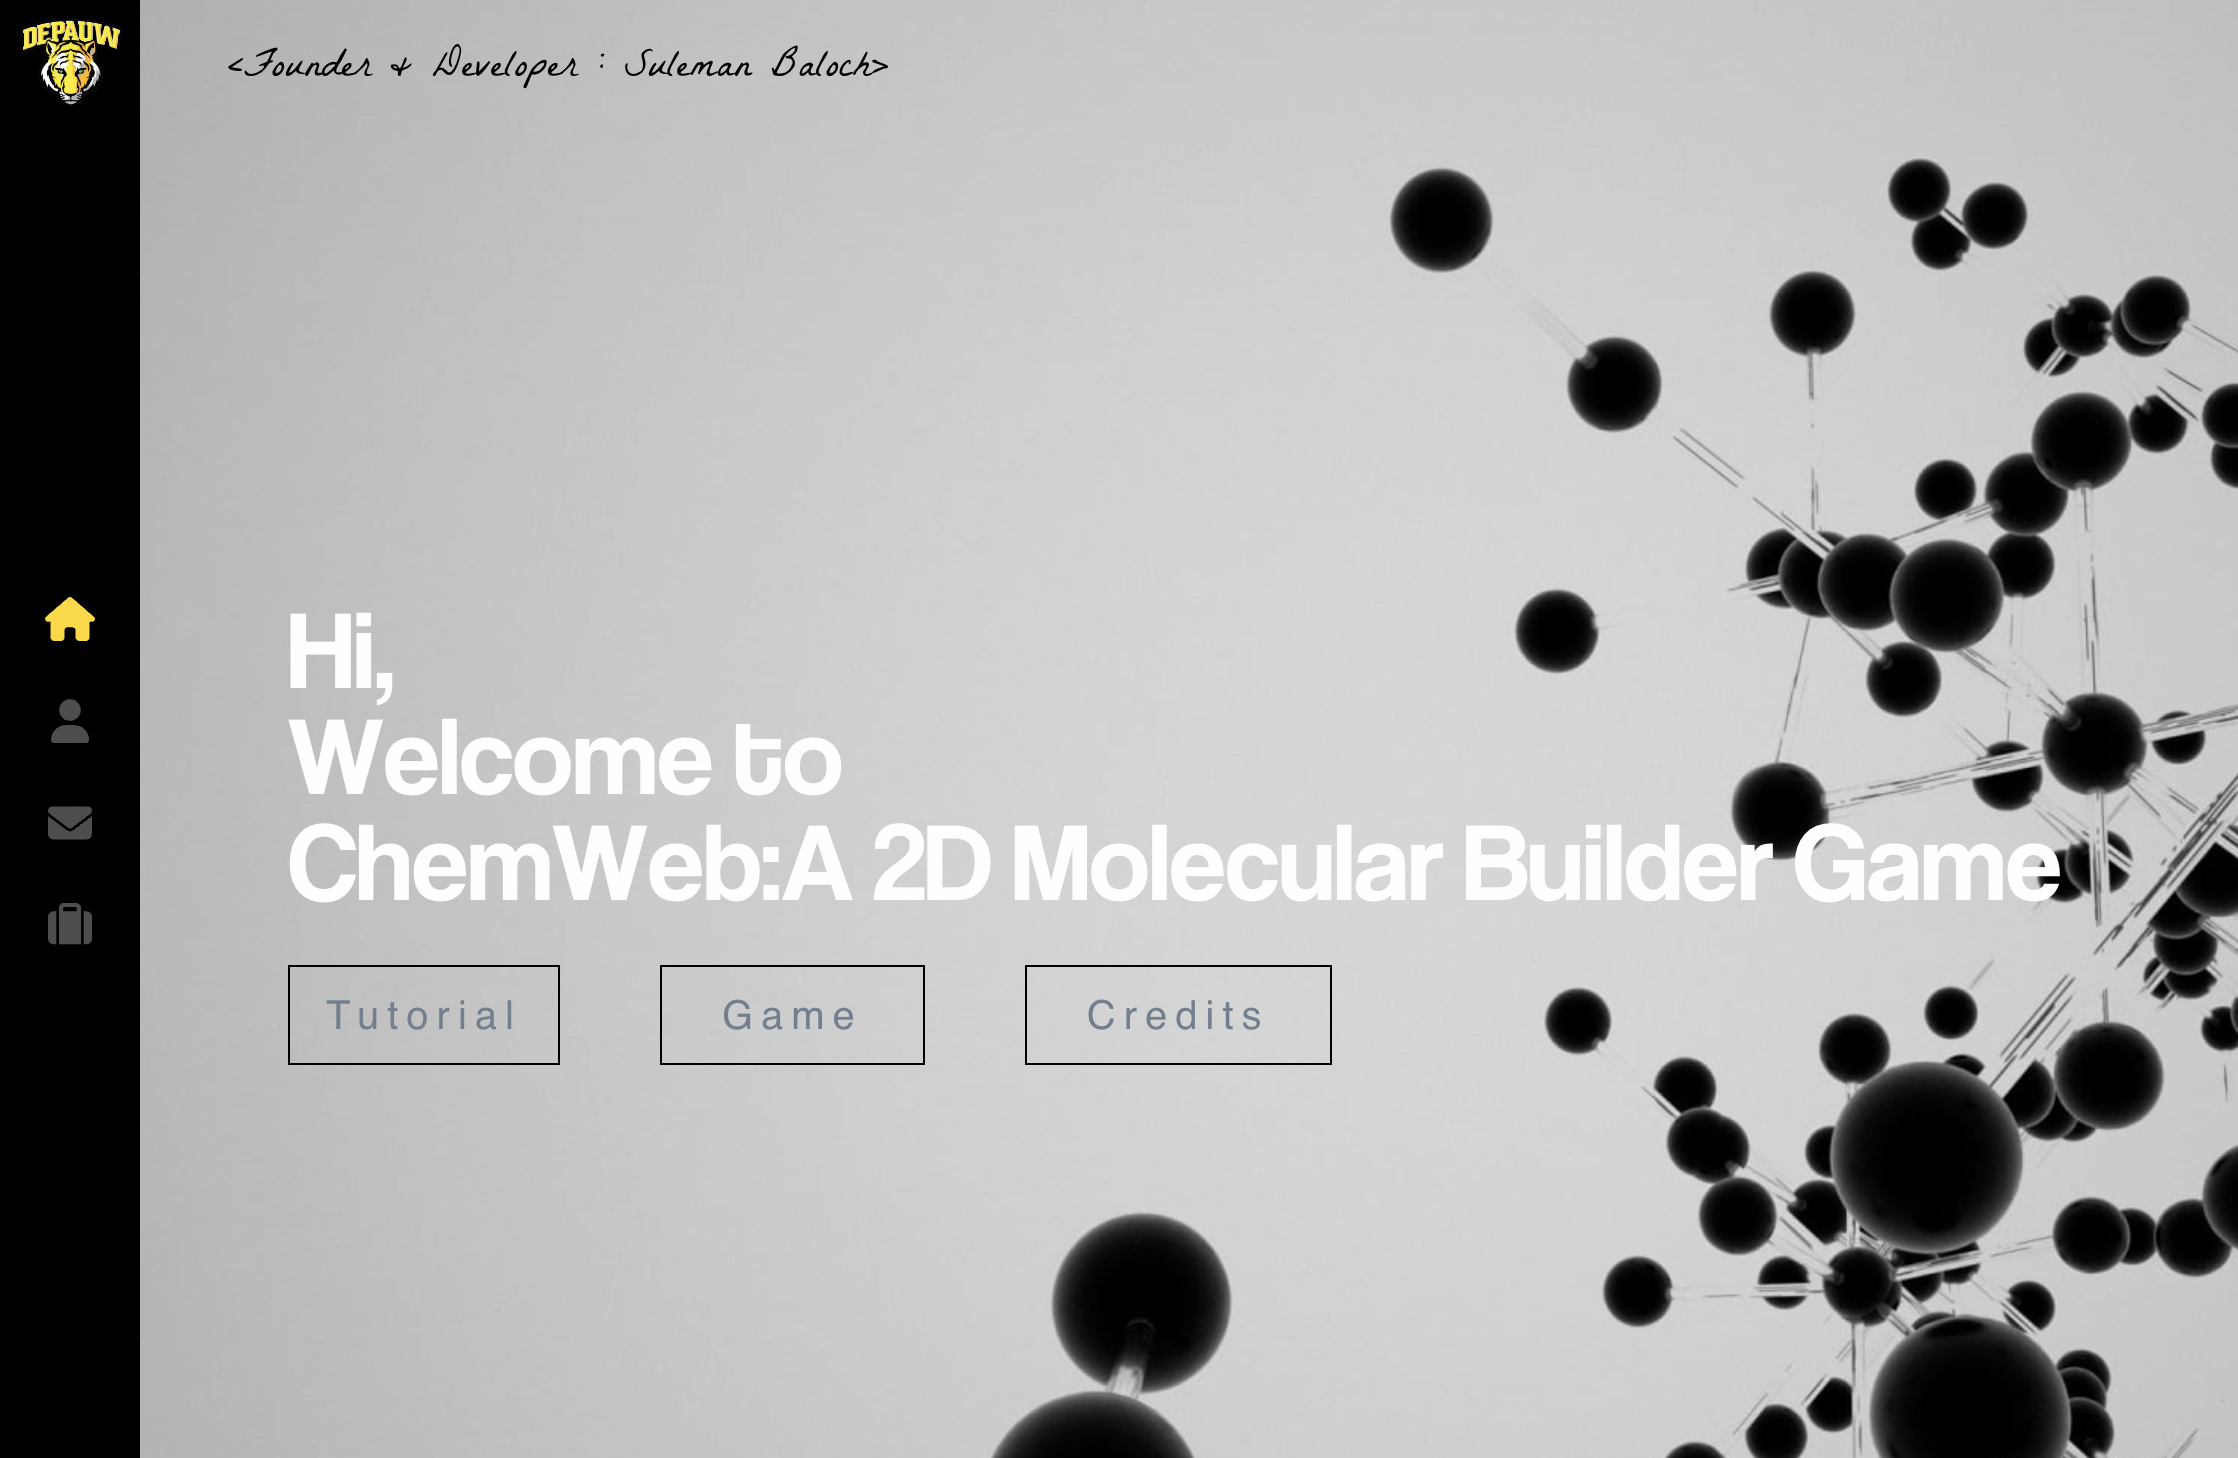 DEPAUW
<Founder & Developer : Suleman Baloch>
Hi,
Welcome to
ChemWeb:A 2D Molecular Builder Game
Tutorial
Game
Credits